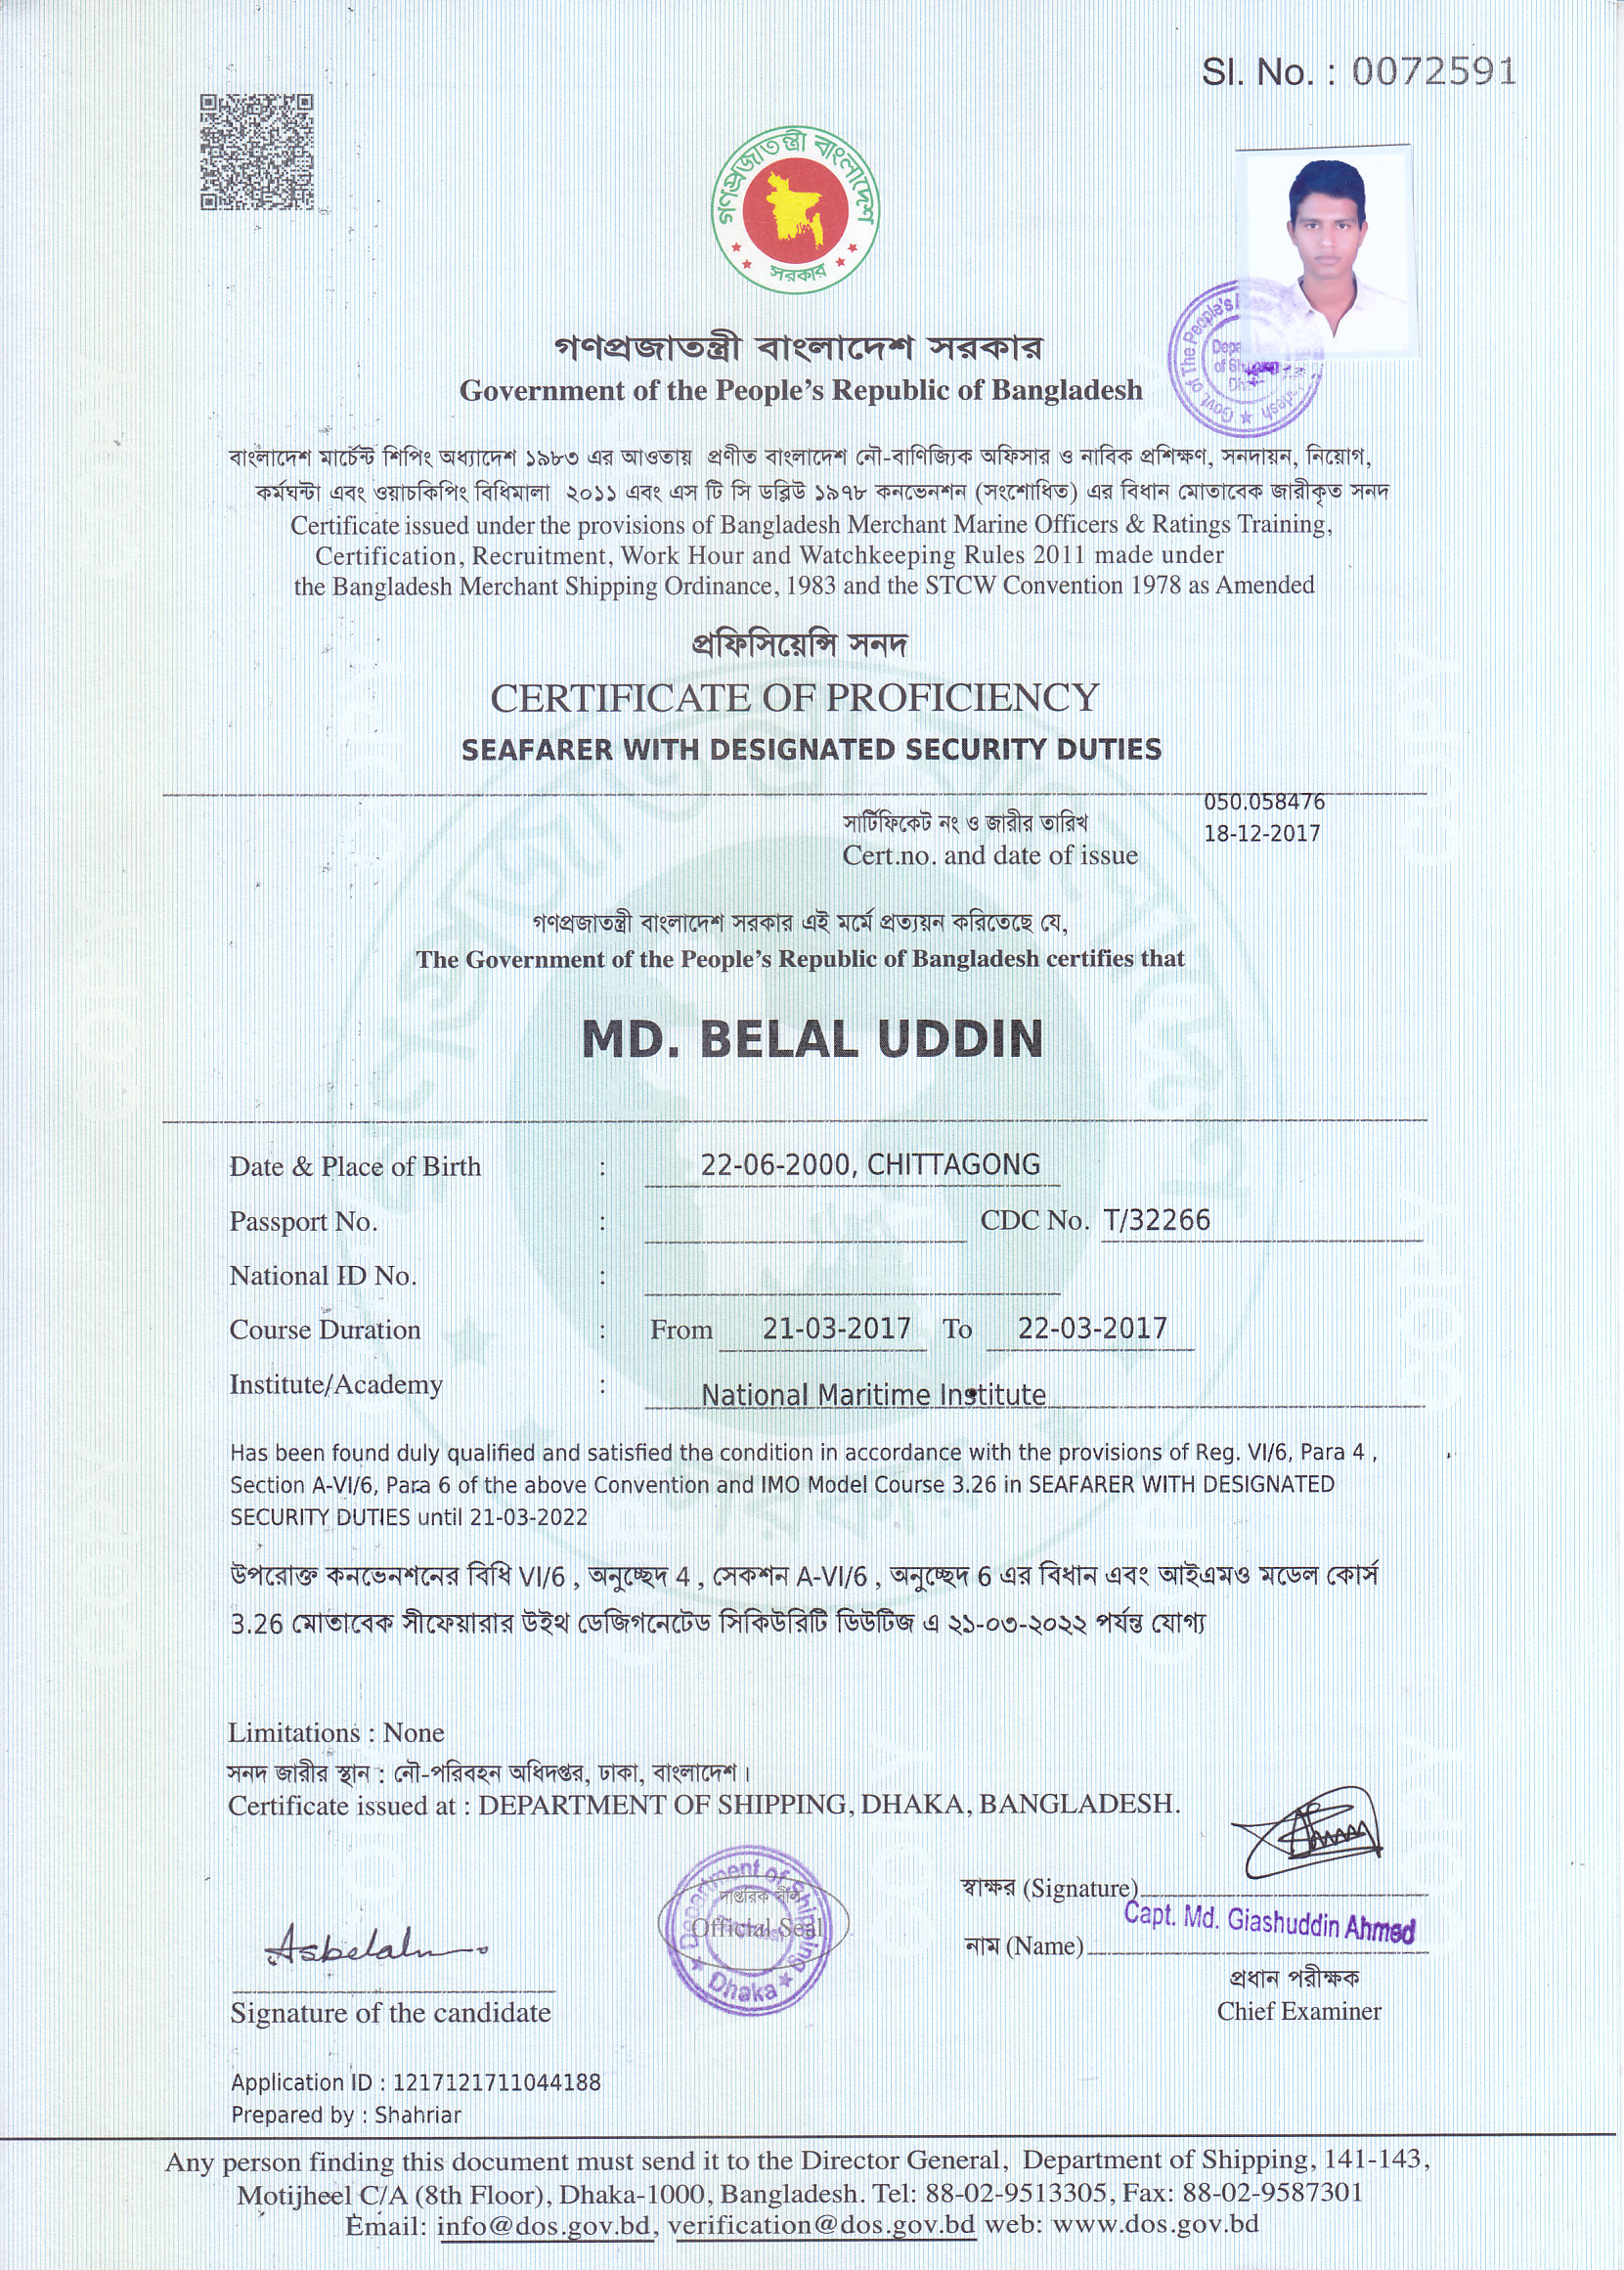 Sl. No. : 0072591
গণপ্রজাতন্ত্রী বাংলাদেশ
সরকার
Govt. of The People's
Depa
of Shipping
Dh
গণপ্রজাতন্ত্রী বাংলাদেশ সরকার
Government of the People's Republic of Bangladesh
বাংলাদেশ মার্চেন্ট শিপিং অধ্যাদেশ ১৯৮৩ এর আওতায় প্রণীত বাংলাদেশ নৌ-বাণিজ্যিক অফিসার ও নাবিক প্রশিক্ষণ, সনদায়ন, নিয়োগ,
কর্মঘন্টা এবং ওয়াচকিপিং বিধিমালা ২০১১ এবং এস টি সি ডব্লিউ ১৯৭৮ কনভেনশন (সংশোধিত) এর বিধান মোতাবেক জারীকৃত সনদ
Certificate issued under the provisions of Bangladesh Merchant Marine Officers & Ratings Training,
Certification, Recruitment, Work Hour and Watchkeeping Rules 2011 made under
the Bangladesh Merchant Shipping Ordinance, 1983 and the STCW Convention 1978 as Amended
প্রফিসিয়েন্সি সনদ
CERTIFICATE OF PROFICIENCY
SEAFARER WITH DESIGNATED SECURITY DUTIES
050.058476
সার্টিফিকেট নং ও জারীর তারিখ
18-12-2017
Cert.no. and date of issue
গণপ্রজাতন্ত্রী বাংলাদেশ সরকার এই মর্মে প্রত্যয়ন করিতেছে যে,
The Government of the People's Republic of Bangladesh certifies that
MD. BELAL UDDIN
Date & Place of Birth : 22-06-2000, CHITTAGONG
Passport No. : CDC No. T/32266
National ID No. :
Course Duration : From 21-03-2017 To 22-03-2017
Institute/Academy : National Maritime Institute
Has been found duly qualified and satisfied the condition in accordance with the provisions of Reg. VI/6, Para 4 ,
Section A-VI/6, Para 6 of the above Convention and IMO Model Course 3.26 in SEAFARER WITH DESIGNATED
SECURITY DUTIES until 21-03-2022
উপরোক্ত কনভেনশনের বিধি VI/6 , অনুচ্ছেদ 4 , সেকশন A-VI/6 , অনুচ্ছেদ 6 এর বিধান এবং আইএমও মডেল কোর্স
3.26 মোতাবেক সীফেয়ারার উইথ ডেজিগনেটেড সিকিউরিটি ডিউটিজ এ ২১-০৩-২০২২ পর্যন্ত যোগ্য
Limitations : None
সনদ জারীর স্থান : নৌ-পরিবহন অধিদপ্তর, ঢাকা, বাংলাদেশ।
Certificate issued at : DEPARTMENT OF SHIPPING, DHAKA, BANGLADESH.
Department of Shipping
Dhaka
দাপ্তরিক সীল
Official Seal
স্বাক্ষর (Signature)
Capt. Md. Giashuddin Ahmed
নাম (Name)
প্রধান পরীক্ষক
Chief Examiner
Asbelal
Signature of the candidate
Application ID : 1217121711044188
Prepared by : Shahriar
Any person finding this document must send it to the Director General, Department of Shipping, 141-143,
Motijheel C/A (8th Floor), Dhaka-1000, Bangladesh. Tel: 88-02-9513305, Fax: 88-02-9587301
Email: info@dos.gov.bd, verification@dos.gov.bd web: www.dos.gov.bd